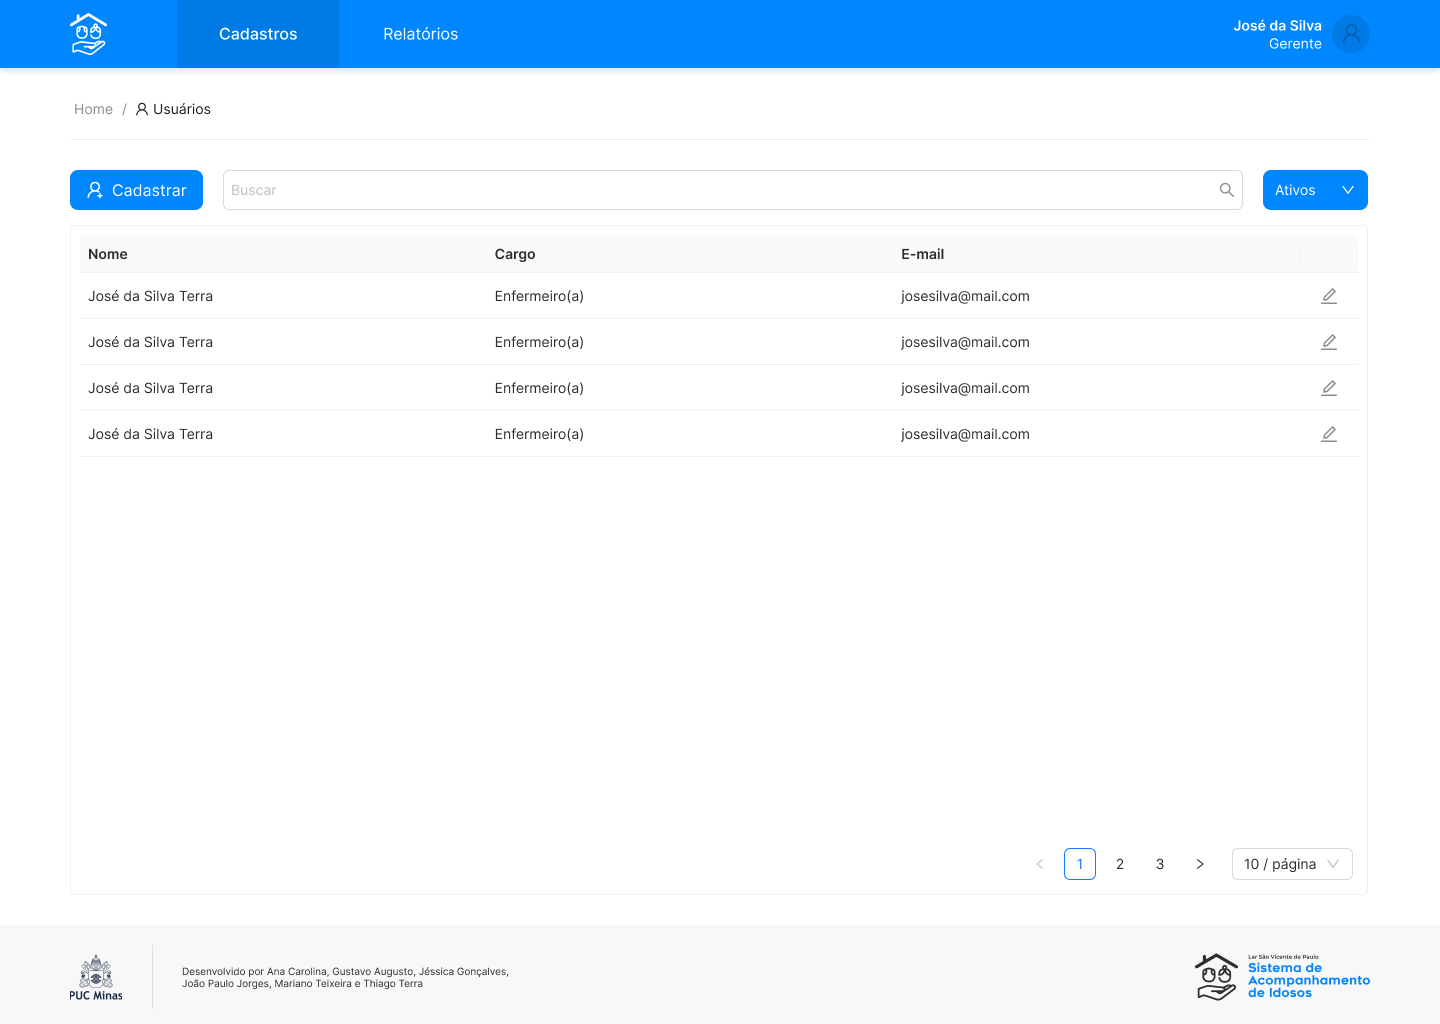 Cadastros
Relatórios
José da Silva
Gerente
Home / Usuários
Cadastrar
Buscar
Ativos
Nome Cargo E-mail
José da Silva Terra Enfermeiro(a) josesilva@mail.com
José da Silva Terra Enfermeiro(a) josesilva@mail.com
José da Silva Terra Enfermeiro(a) josesilva@mail.com
José da Silva Terra Enfermeiro(a) josesilva@mail.com
< 1 2 3 > 10 / página
PUC Minas
Desenvolvido por Ana Carolina, Gustavo Augusto, Jéssica Gonçalves,
João Paulo Jorges, Mariano Teixeira e Thiago Terra
Lar São Vicente de Paulo
Sistema de
Acompanhamento
de Idosos